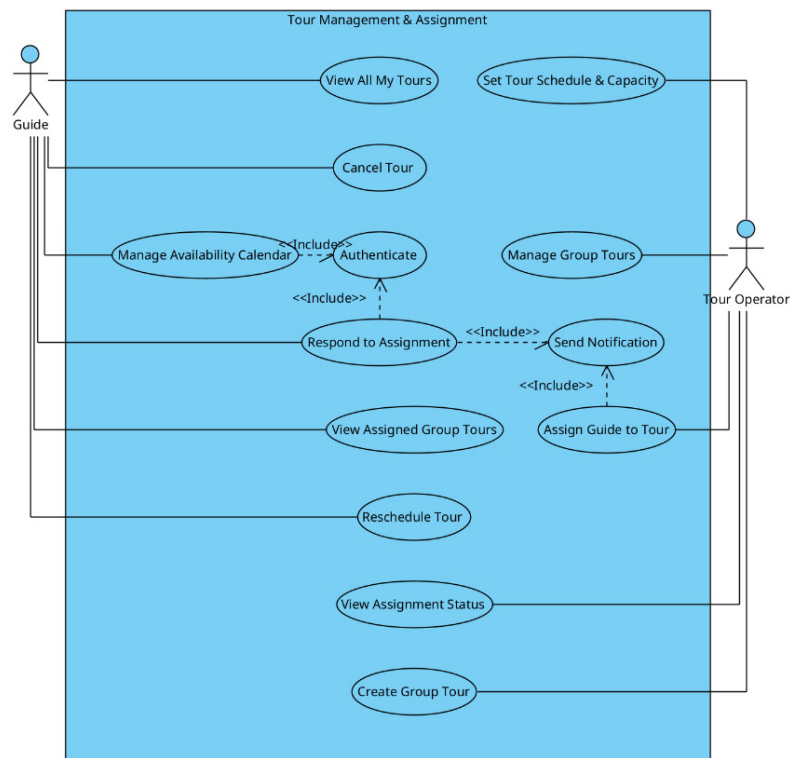 Tour Management & Assignment
View All My Tours
Set Tour Schedule & Capacity
Guide
Cancel Tour
<<Include>>
Manage Availability Calendar
Authenticate
Manage Group Tours
Tour Operator
<<Include>>
<<Include>>
Respond to Assignment
Send Notification
<<Include>>
View Assigned Group Tours
Assign Guide to Tour
Reschedule Tour
View Assignment Status
Create Group Tour